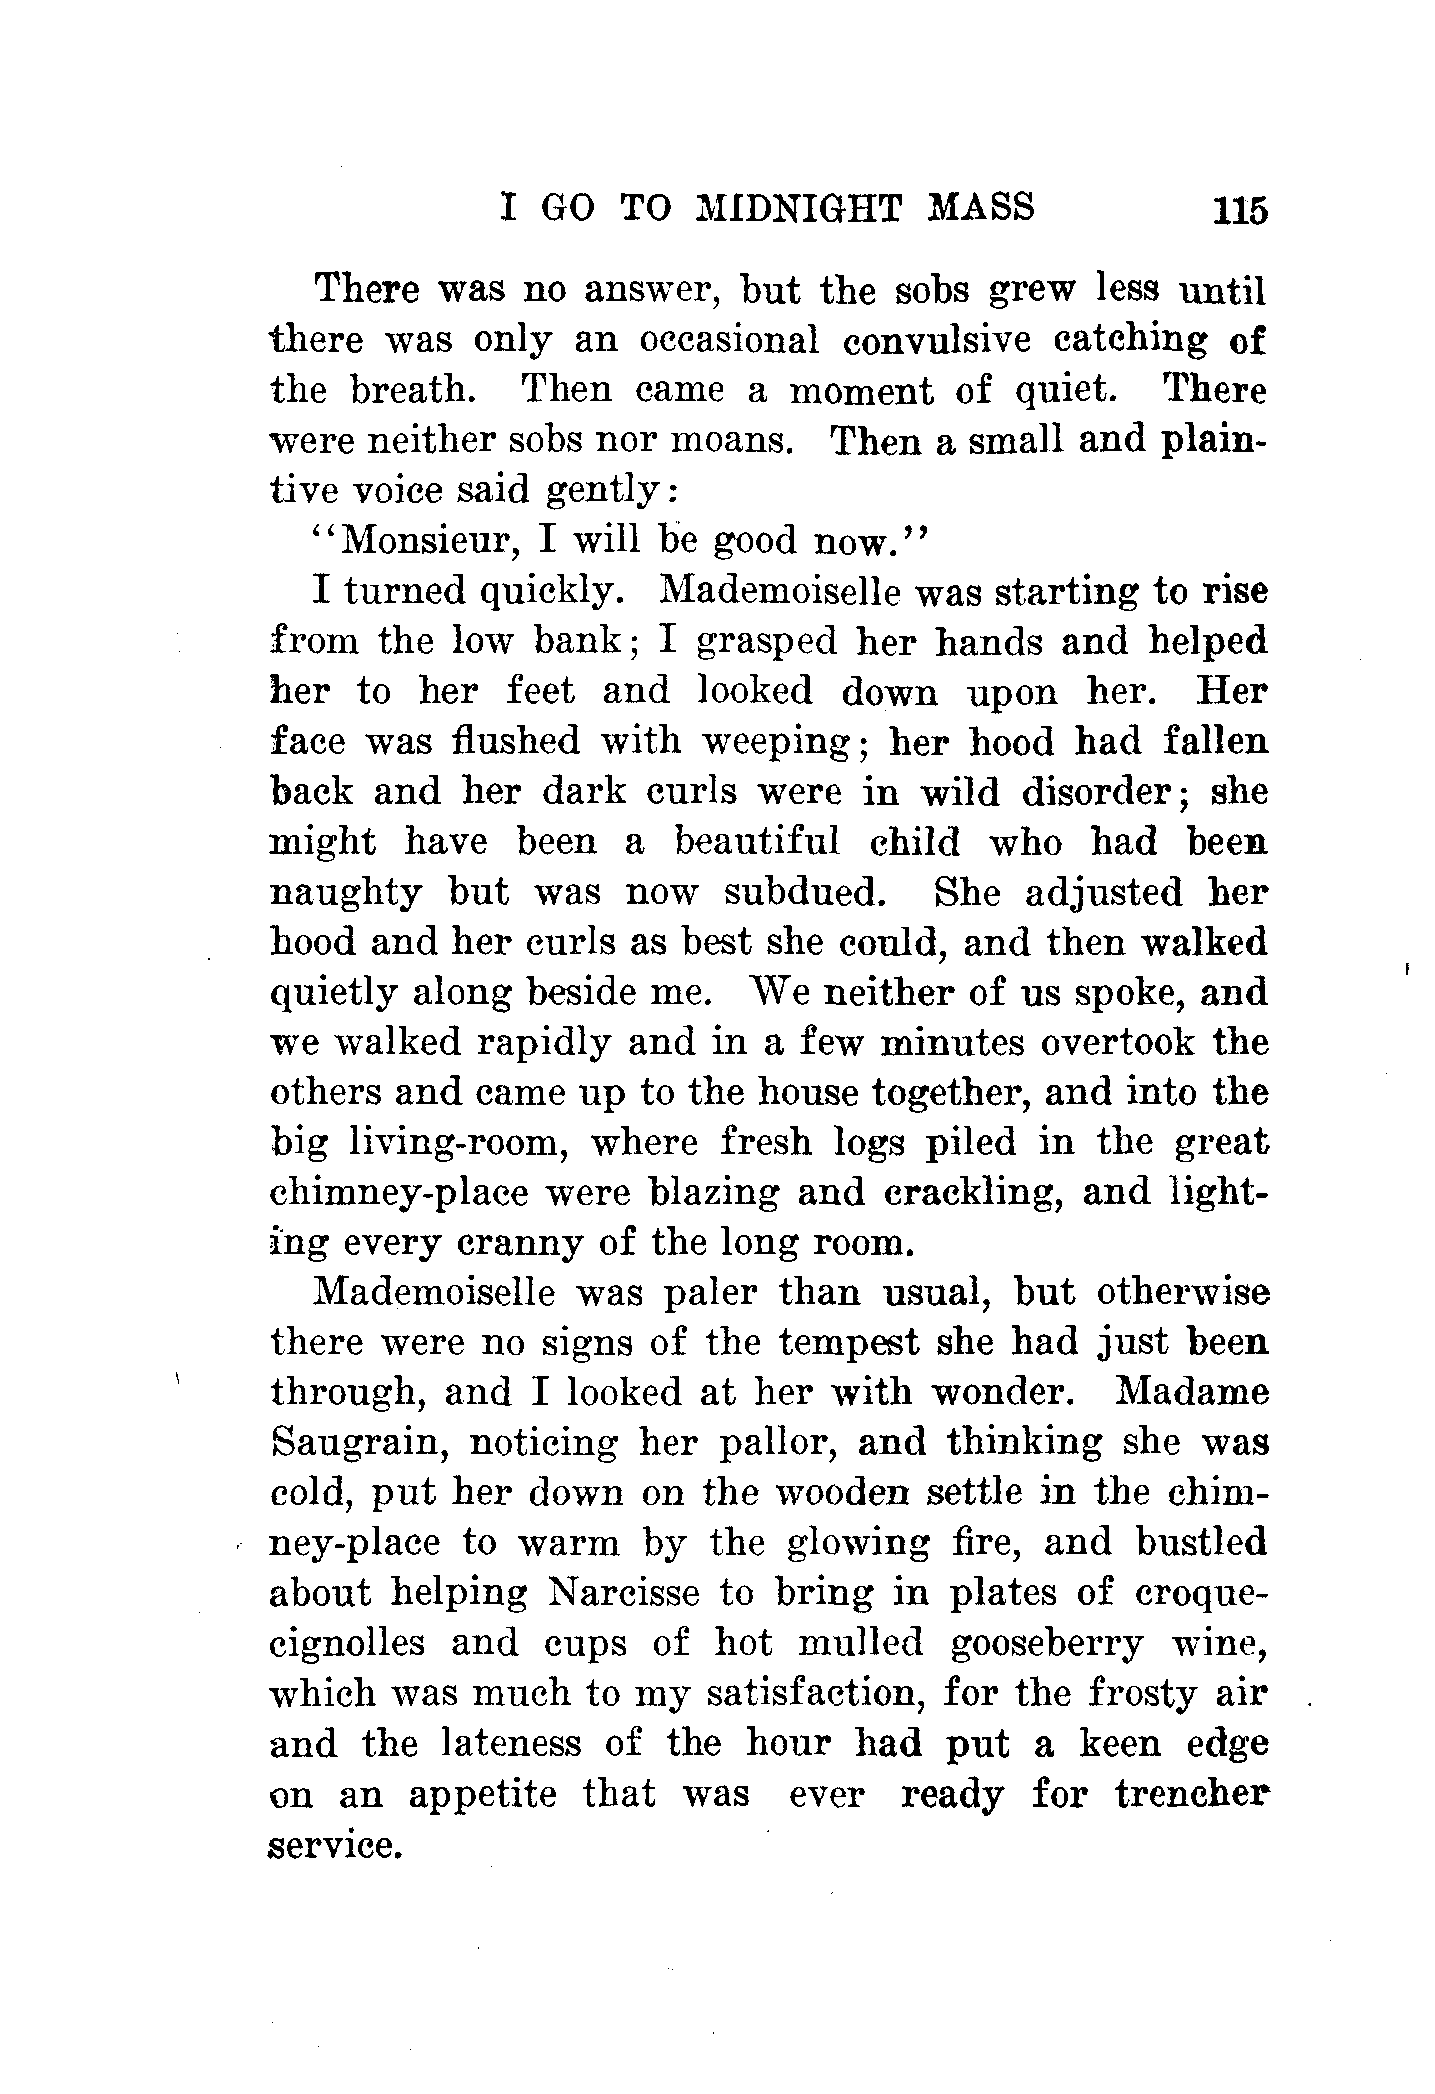 I GO TO MIDNIGHT MASS 115
There was no answer, but the sobs grew less until
there was only an occasional convulsive catching of
the breath. Then came a moment of quiet. There
were neither sobs nor moans. Then a small and plain-
tive voice said gently:
"Monsieur, I will be good now."
I turned quickly. Mademoiselle was starting to rise
from the low bank; I grasped her hands and helped
her to her feet and looked down upon her. Her
face was flushed with weeping; her hood had fallen
back and her dark curls were in wild disorder; she
might have been a beautiful child who had been
naughty but was now subdued. She adjusted her
hood and her curls as best she could, and then walked
quietly along beside me. We neither of us spoke, and
we walked rapidly and in a few minutes overtook the
others and came up to the house together, and into the
big living-room, where fresh logs piled in the great
chimney-place were blazing and crackling, and light-
ing every cranny of the long room.
Mademoiselle was paler than usual, but otherwise
there were no signs of the tempest she had just been
through, and I looked at her with wonder. Madame
Saugrain, noticing her pallor, and thinking she was
cold, put her down on the wooden settle in the chim-
ney-place to warm by the glowing fire, and bustled
about helping Narcisse to bring in plates of croque-
cignolles and cups of hot mulled gooseberry wine,
which was much to my satisfaction, for the frosty air
and the lateness of the hour had put a keen edge
on an appetite that was ever ready for trencher
service.